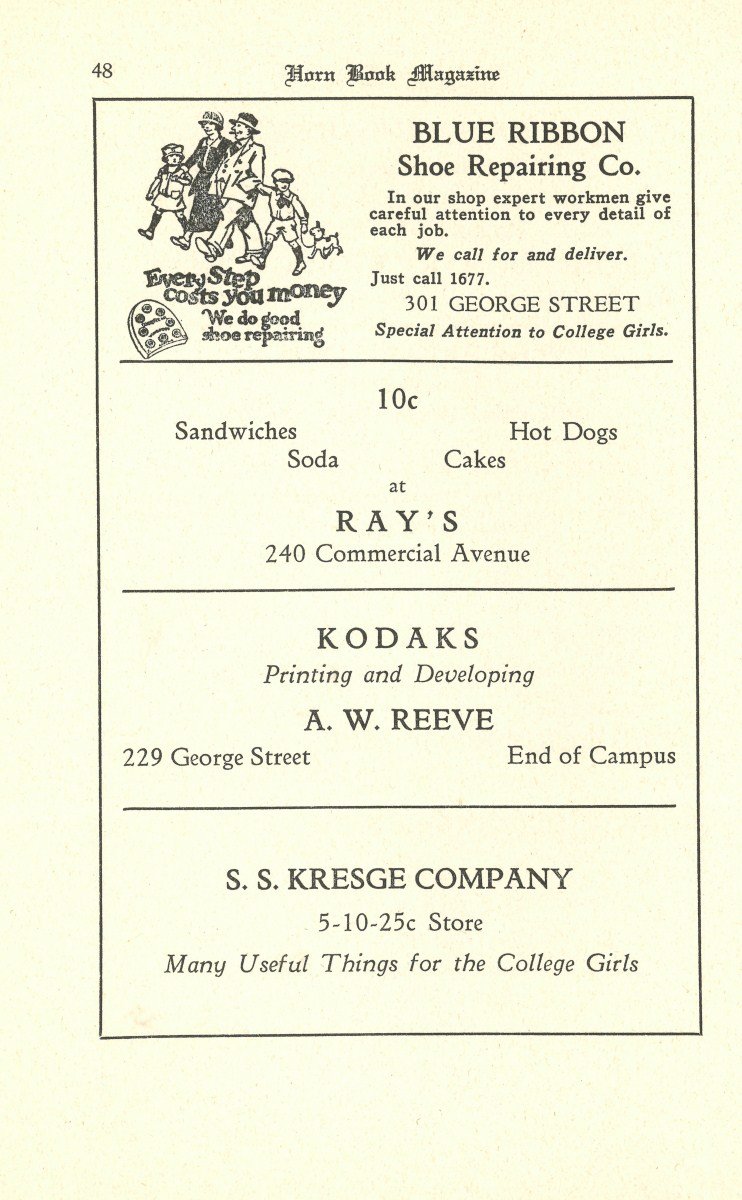 48
Horn Book Magazine
BLUE RIBBON
Shoe Repairing Co.
In our shop expert workmen give
careful attention to every detail of
each job.
We call for and deliver.
Just call 1677.
301 GEORGE STREET
Special Attention to College Girls.
Every Step
costs you money
We do good
shoe repairing
10c
Sandwiches Hot Dogs
Soda Cakes
at
RAY'S
240 Commercial Avenue
KODAKS
Printing and Developing
A. W. REEVE
229 George Street End of Campus
S. S. KRESGE COMPANY
5-10-25c Store
Many Useful Things for the College Girls